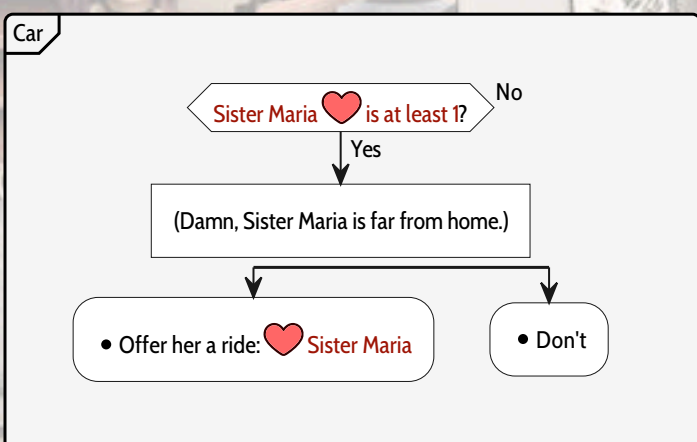 Car
Sister Maria is at least 1?
No
Yes
(Damn, Sister Maria is far from home.)
• Offer her a ride: Sister Maria
• Don't